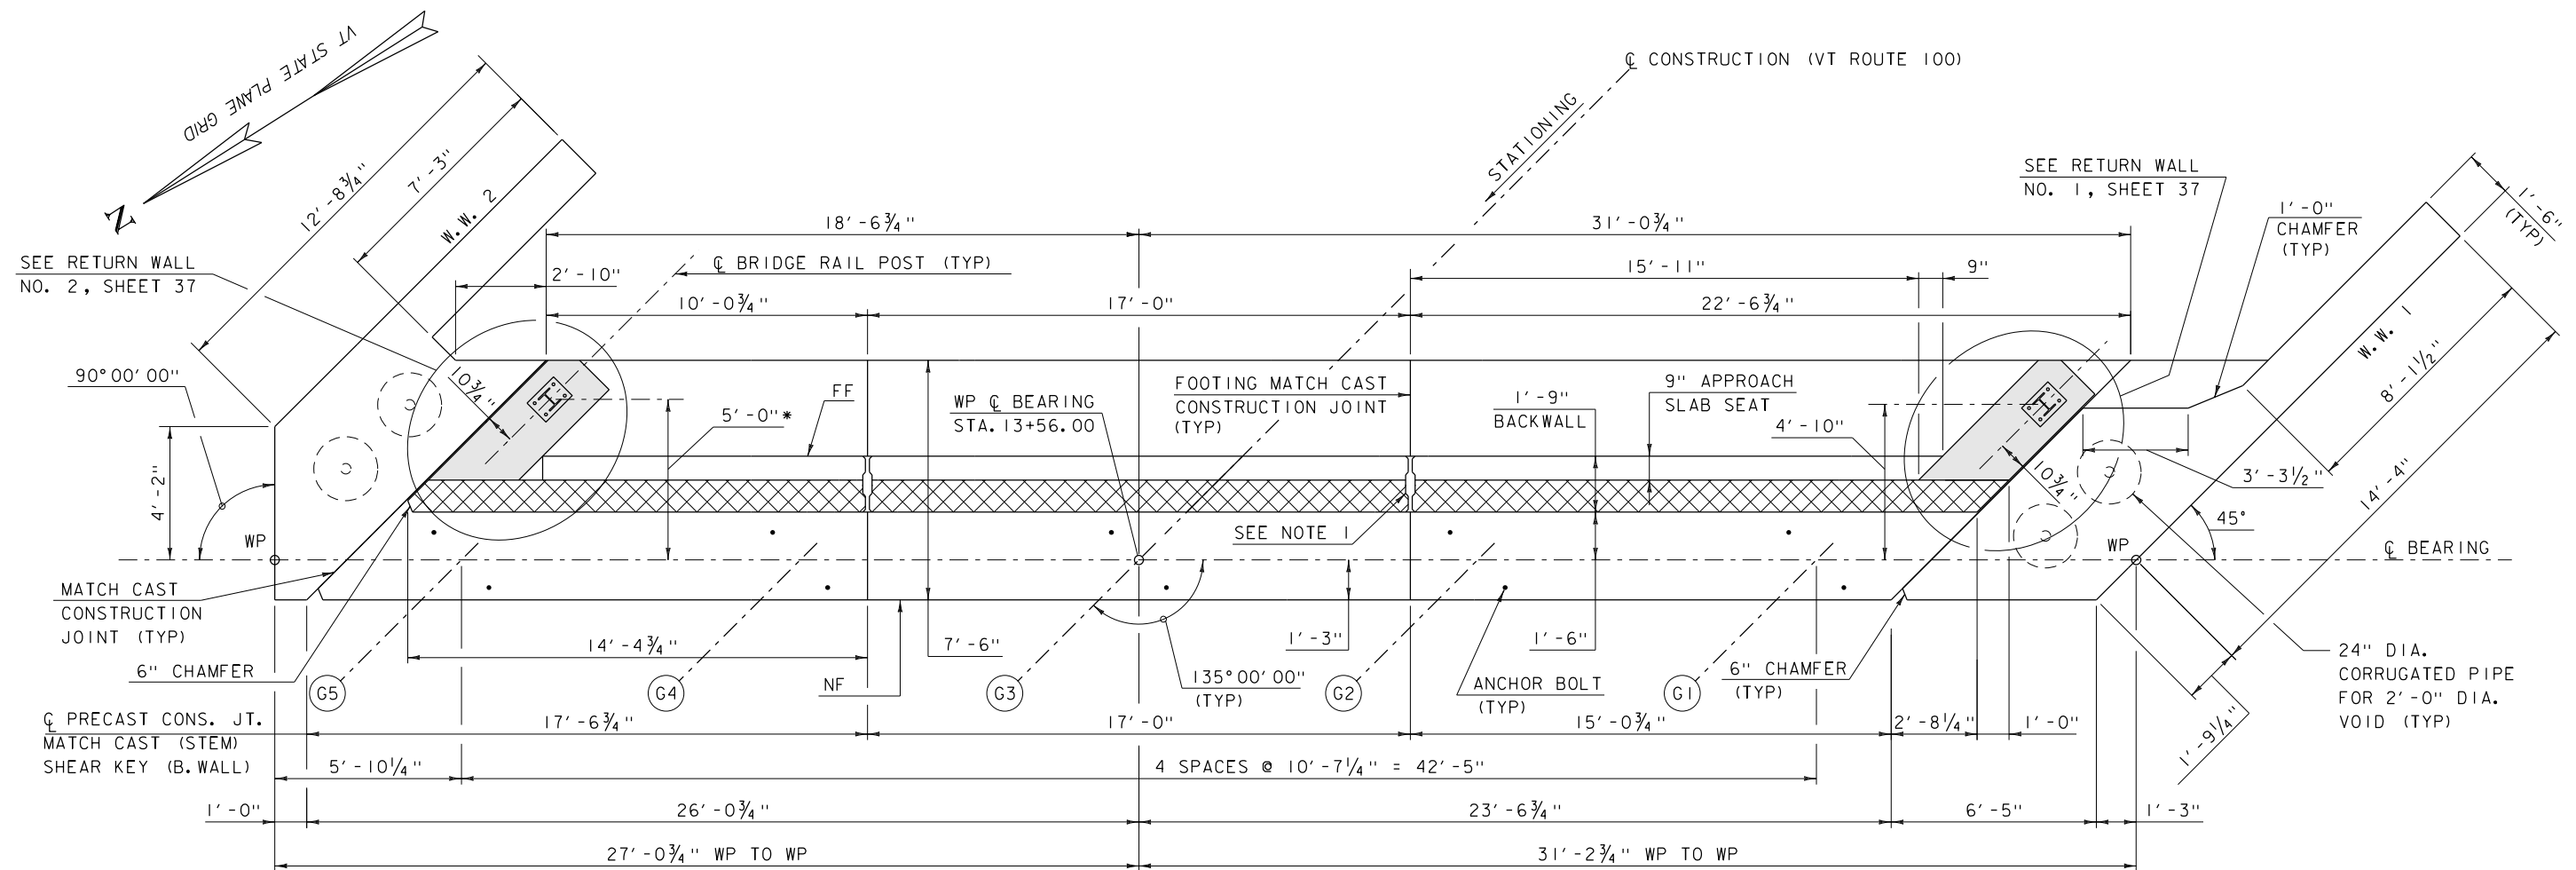 VT STATE PLANE GRID
N
℄ CONSTRUCTION (VT ROUTE 100)
STATIONING
12'-8¾"
7'-3"
W.W. 2
SEE RETURN WALL
NO. 2, SHEET 37
SEE RETURN WALL
NO. 1, SHEET 37
1'-0"
CHAMFER
(TYP)
1'-6"
(TYP)
18'-6¾"
31'-0¾"
℄ BRIDGE RAIL POST (TYP)
2'-10"
15'-11"
9"
10'-0¾"
17'-0"
22'-6¾"
W.W. 1
8'-1½"
14'-4"
90°00'00"
10¾"
FF
5'-0"*
WP ℄ BEARING
STA. 13+56.00
FOOTING MATCH CAST
CONSTRUCTION JOINT
(TYP)
1'-9"
BACKWALL
9" APPROACH
SLAB SEAT
4'-10"
10¾"
3'-3½"
4'-2"
WP
SEE NOTE 1
45°
WP
℄ BEARING
MATCH CAST
CONSTRUCTION
JOINT (TYP)
6" CHAMFER
14'-4¾"
7'-6"
1'-3"
1'-6"
G5
G4
NF
G3
135°00'00"
(TYP)
G2
ANCHOR BOLT
(TYP)
G1
6" CHAMFER
(TYP)
24" DIA.
CORRUGATED PIPE
FOR 2'-0" DIA.
VOID (TYP)
1'-9¼"
℄ PRECAST CONS. JT.
MATCH CAST (STEM)
SHEAR KEY (B.WALL)
17'-6¾"
17'-0"
15'-0¾"
2'-8¼"
1'-0"
5'-10¼"
4 SPACES @ 10'-7¼" = 42'-5"
1'-0"
26'-0¾"
23'-6¾"
6'-5"
1'-3"
27'-0¾" WP TO WP
31'-2¾" WP TO WP